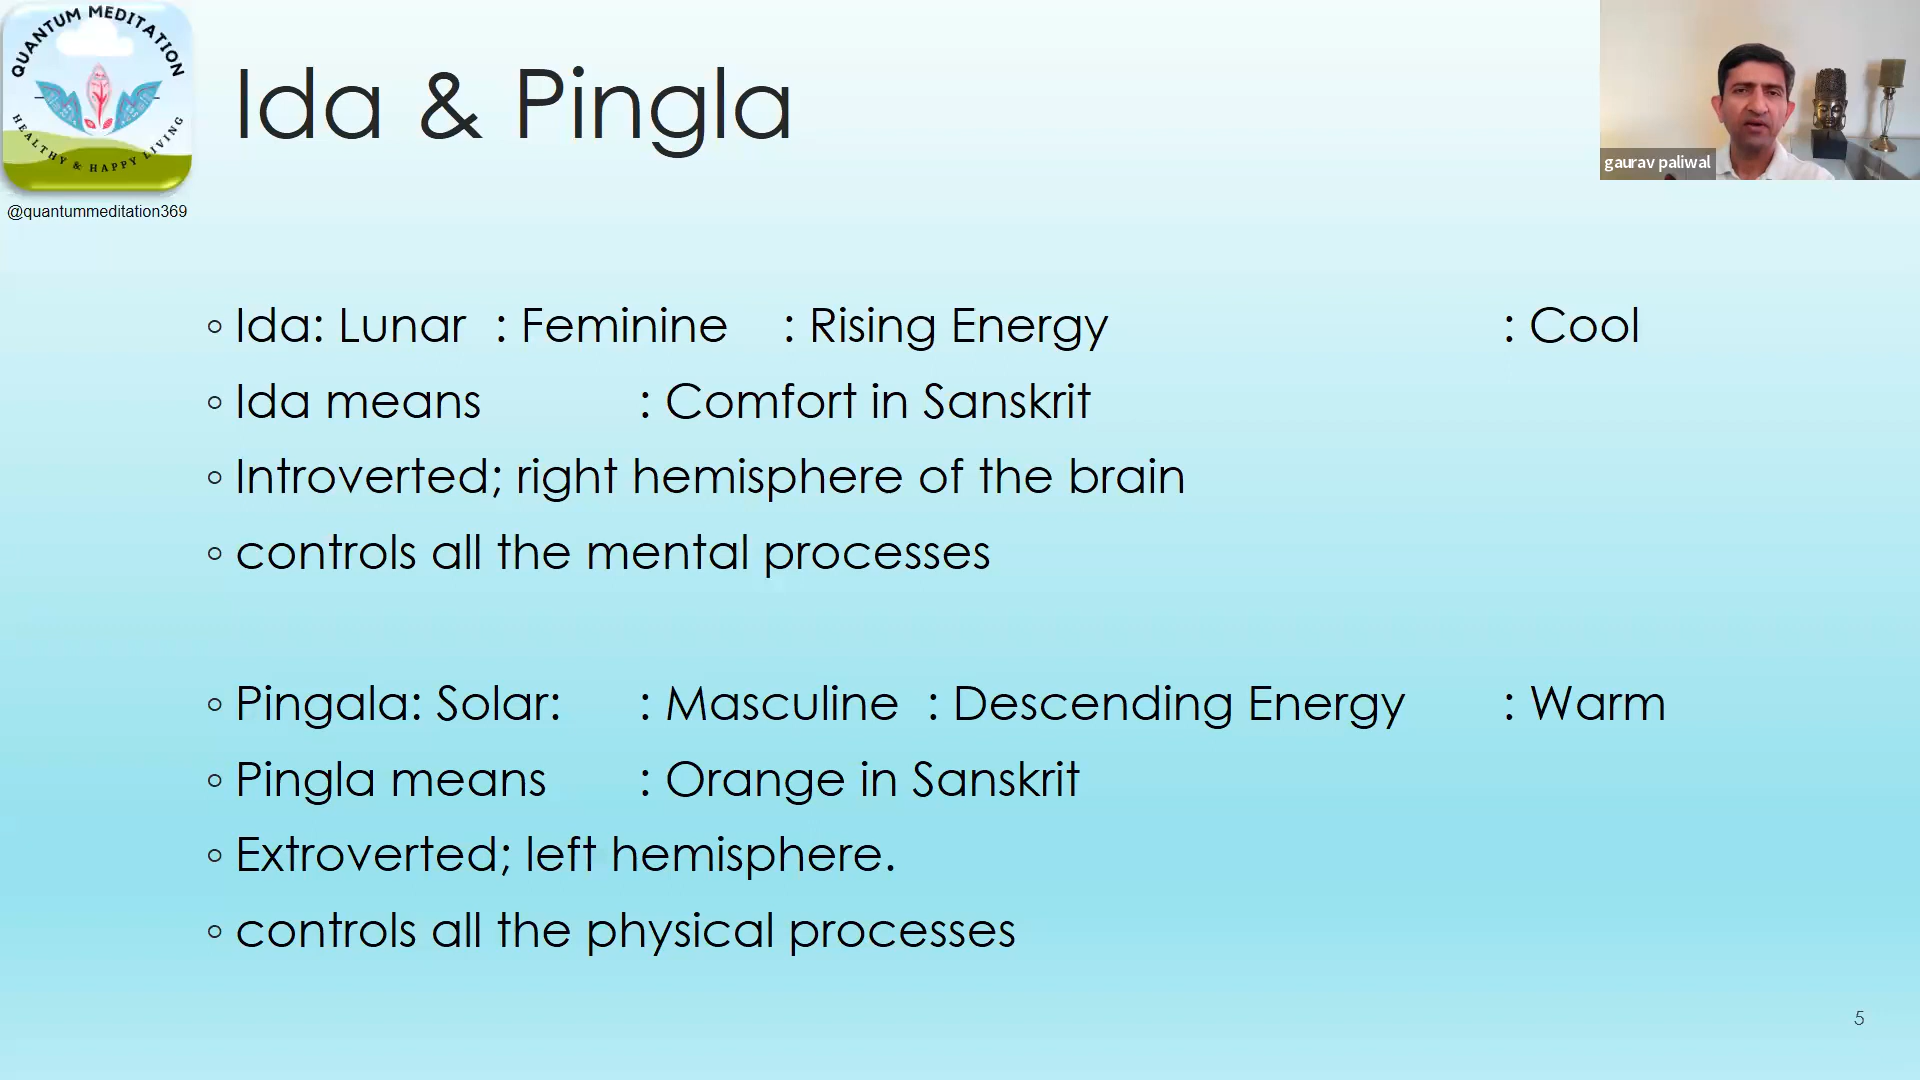 QUANTUM MEDITATION
HEALTHY & HAPPY LIVING
@quantummeditation369
Ida & Pingla
gaurav paliwal
◦ Ida: Lunar : Feminine : Rising Energy : Cool
◦ Ida means : Comfort in Sanskrit
◦ Introverted; right hemisphere of the brain
◦ controls all the mental processes
◦ Pingala: Solar: : Masculine : Descending Energy : Warm
◦ Pingla means : Orange in Sanskrit
◦ Extroverted; left hemisphere.
◦ controls all the physical processes
5